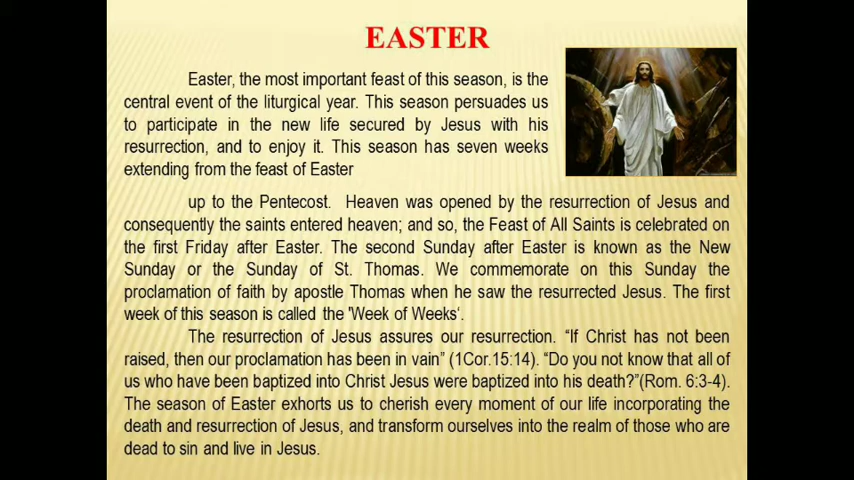 EASTER
Easter, the most important feast of this season, is the
central event of the liturgical year. This season persuades us
to participate in the new life secured by Jesus with his
resurrection, and to enjoy it. This season has seven weeks
extending from the feast of Easter
up to the Pentecost. Heaven was opened by the resurrection of Jesus and
consequently the saints entered heaven; and so, the Feast of All Saints is celebrated on
the first Friday after Easter. The second Sunday after Easter is known as the New
Sunday or the Sunday of St. Thomas. We commemorate on this Sunday the
proclamation of faith by apostle Thomas when he saw the resurrected Jesus. The first
week of this season is called the 'Week of Weeks‘.
The resurrection of Jesus assures our resurrection. “If Christ has not been
raised, then our proclamation has been in vain” (1Cor.15:14). “Do you not know that all of
us who have been baptized into Christ Jesus were baptized into his death?”(Rom. 6:3-4).
The season of Easter exhorts us to cherish every moment of our life incorporating the
death and resurrection of Jesus, and transform ourselves into the realm of those who are
dead to sin and live in Jesus.